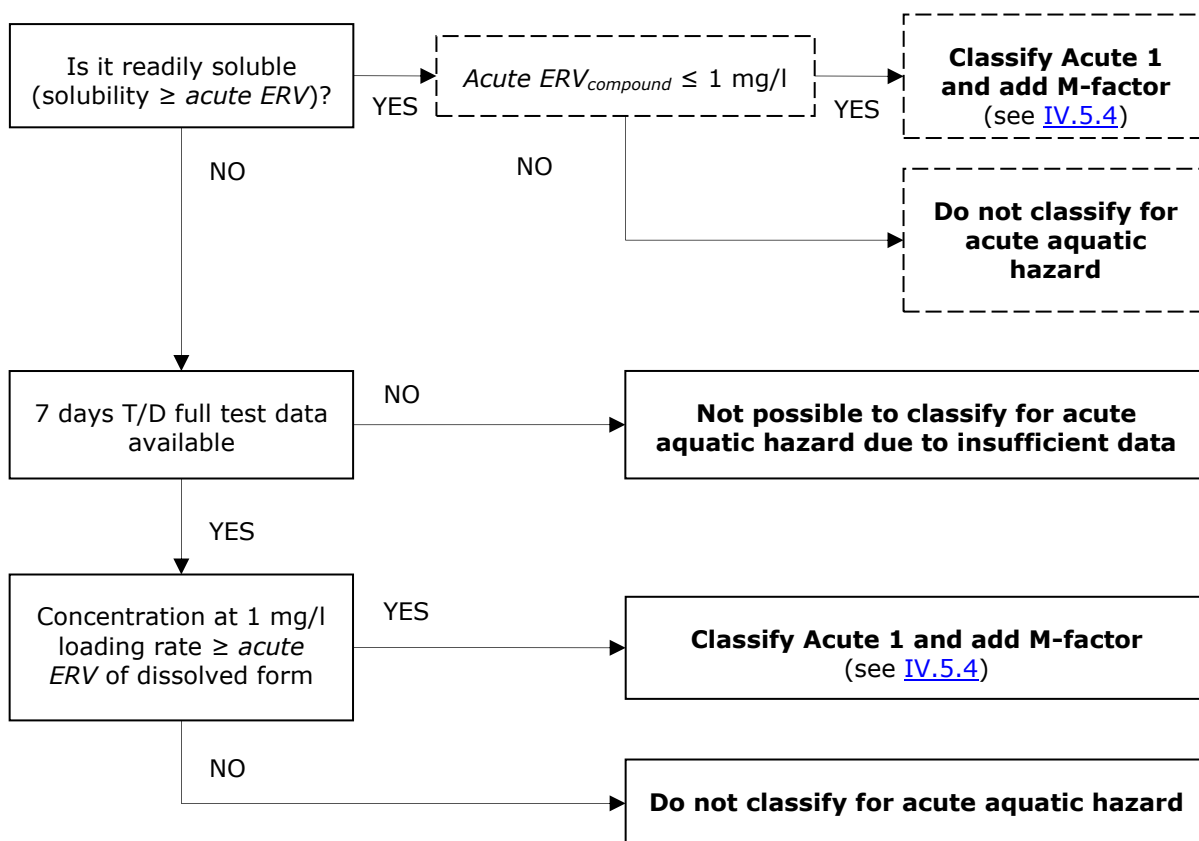 Is it readily soluble
(solubility ≥ acute ERV)?
YES
Acute ERVcompound ≤ 1 mg/l
YES
Classify Acute 1
and add M-factor
(see IV.5.4)
NO
NO
Do not classify for
acute aquatic
hazard
7 days T/D full test data
available
NO
Not possible to classify for acute
aquatic hazard due to insufficient data
YES
Concentration at 1 mg/l
loading rate ≥ acute
ERV of dissolved form
YES
Classify Acute 1 and add M-factor
(see IV.5.4)
NO
Do not classify for acute aquatic hazard